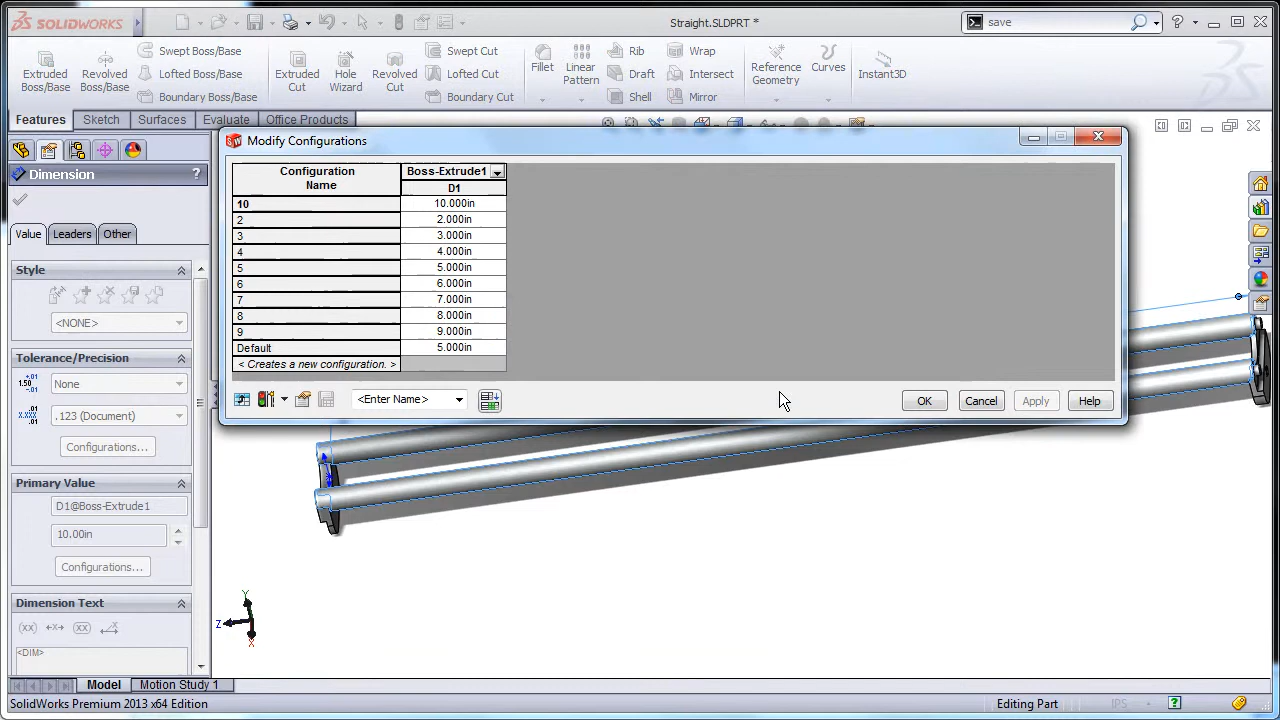 SOLIDWORKS
Straight.SLDPRT *
save
Extruded Boss/Base
Revolved Boss/Base
Swept Boss/Base
Lofted Boss/Base
Boundary Boss/Base
Extruded Cut
Hole Wizard
Revolved Cut
Swept Cut
Lofted Cut
Boundary Cut
Fillet
Linear Pattern
Rib
Draft
Shell
Wrap
Intersect
Mirror
Reference Geometry
Curves
Instant3D
Features
Sketch
Surfaces
Evaluate
Office Products
Dimension
?
Value
Leaders
Other
Style
<NONE>
Tolerance/Precision
None
.123 (Document)
Configurations...
Primary Value
D1@Boss-Extrude1
10.00in
Configurations...
Dimension Text
<DIM>
Modify Configurations
Configuration Name
Boss-Extrude1
D1
10 10.000in
2 2.000in
3 3.000in
4 4.000in
5 5.000in
6 6.000in
7 7.000in
8 8.000in
9 9.000in
Default 5.000in
< Creates a new configuration. >
<Enter Name>
OK
Cancel
Apply
Help
Y
Z
X
Model
Motion Study 1
SolidWorks Premium 2013 x64 Edition
Editing Part
IPS